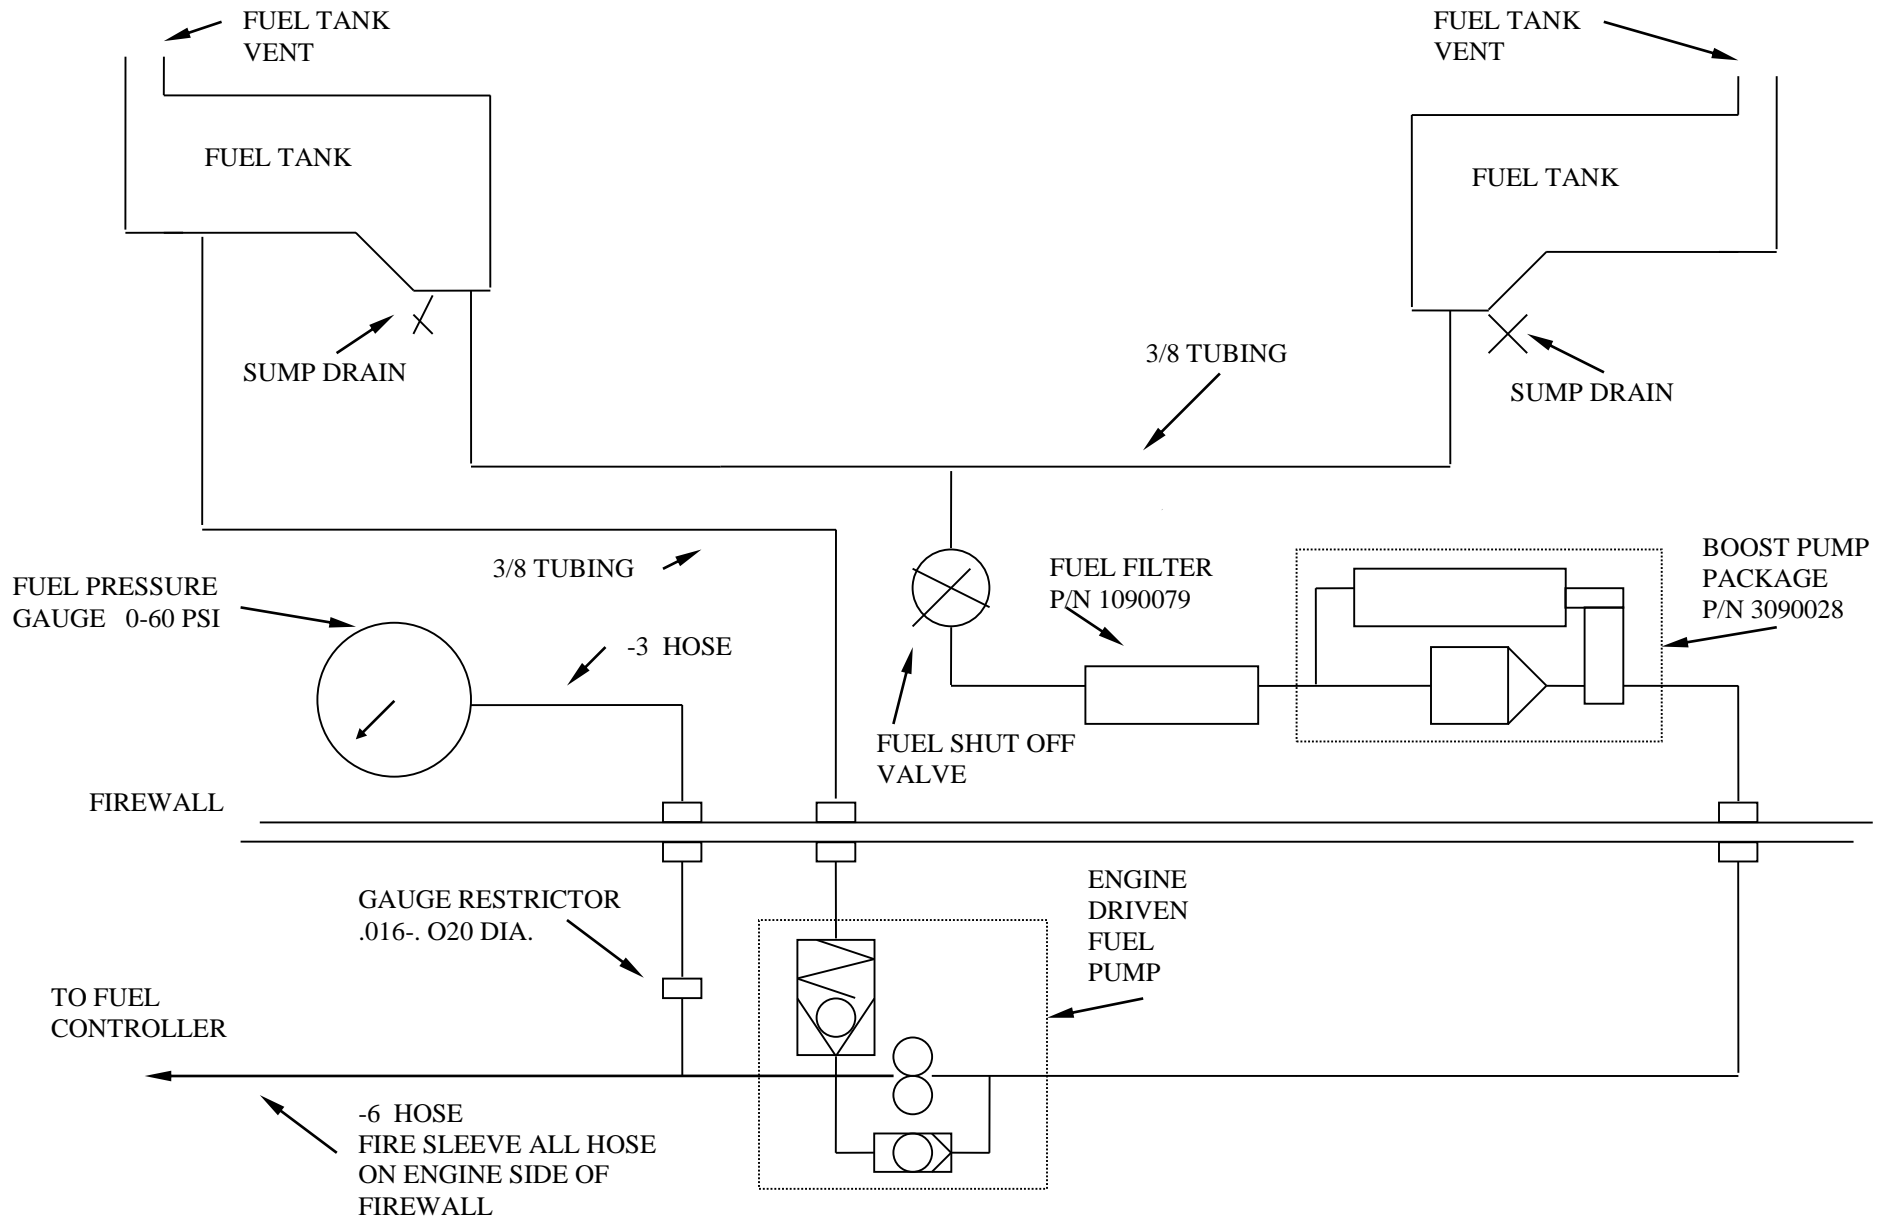 FUEL TANK
VENT
FUEL TANK
VENT
FUEL TANK
FUEL TANK
SUMP DRAIN
3/8 TUBING
SUMP DRAIN
3/8 TUBING
FUEL PRESSURE
GAUGE 0-60 PSI
FUEL FILTER
P/N 1090079
BOOST PUMP
PACKAGE
P/N 3090028
-3 HOSE
FUEL SHUT OFF
VALVE
FIREWALL
GAUGE RESTRICTOR
.016-. O20 DIA.
ENGINE
DRIVEN
FUEL
PUMP
TO FUEL
CONTROLLER
-6 HOSE
FIRE SLEEVE ALL HOSE
ON ENGINE SIDE OF
FIREWALL